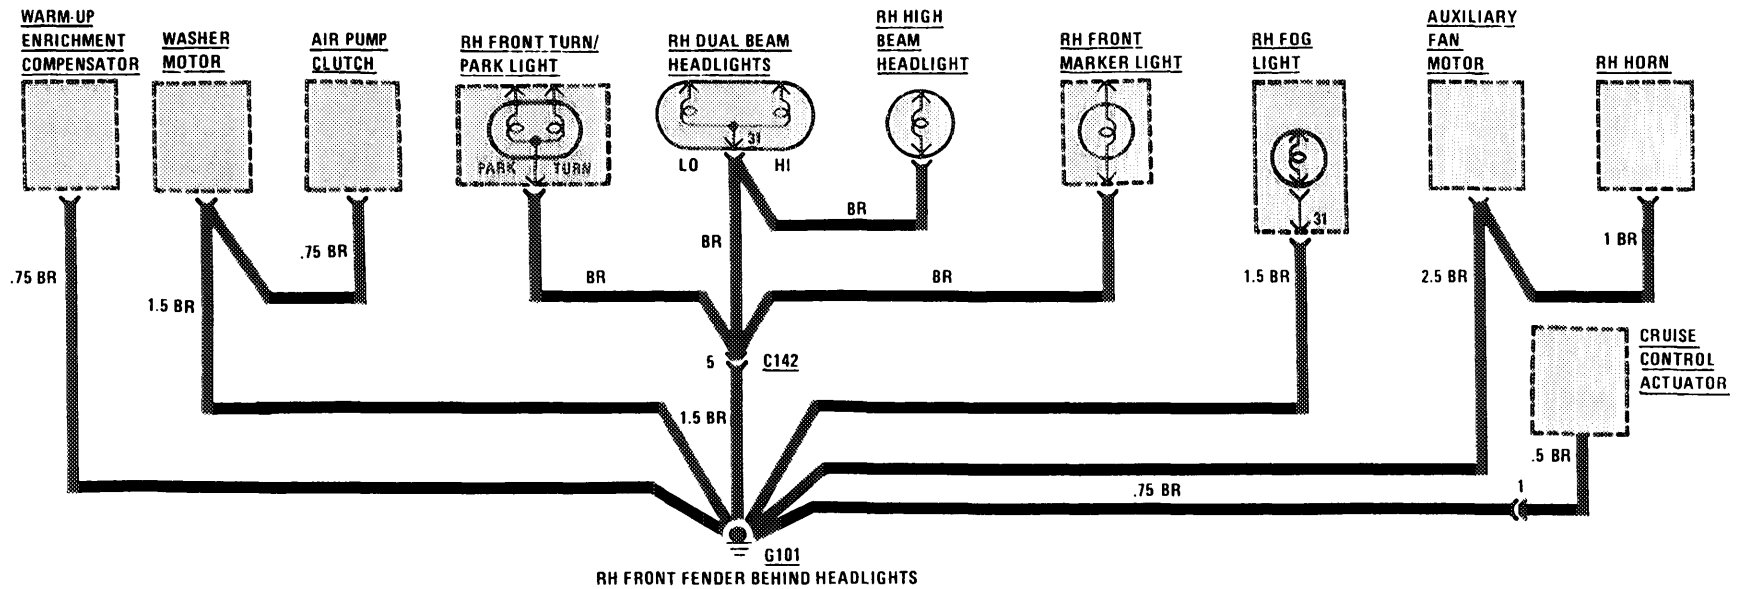 WARM-UP
ENRICHMENT
COMPENSATOR
WASHER
MOTOR
AIR PUMP
CLUTCH
RH FRONT TURN/
PARK LIGHT
RH DUAL BEAM
HEADLIGHTS
RH HIGH
BEAM
HEADLIGHT
RH FRONT
MARKER LIGHT
RH FOG
LIGHT
AUXILIARY
FAN
MOTOR
RH HORN
PARK
TURN
31
LO
HI
31
.75 BR
1.5 BR
.75 BR
BR
BR
BR
BR
1.5 BR
2.5 BR
1 BR
5
C142
1.5 BR
CRUISE
CONTROL
ACTUATOR
.5 BR
.75 BR
1
G101
RH FRONT FENDER BEHIND HEADLIGHTS